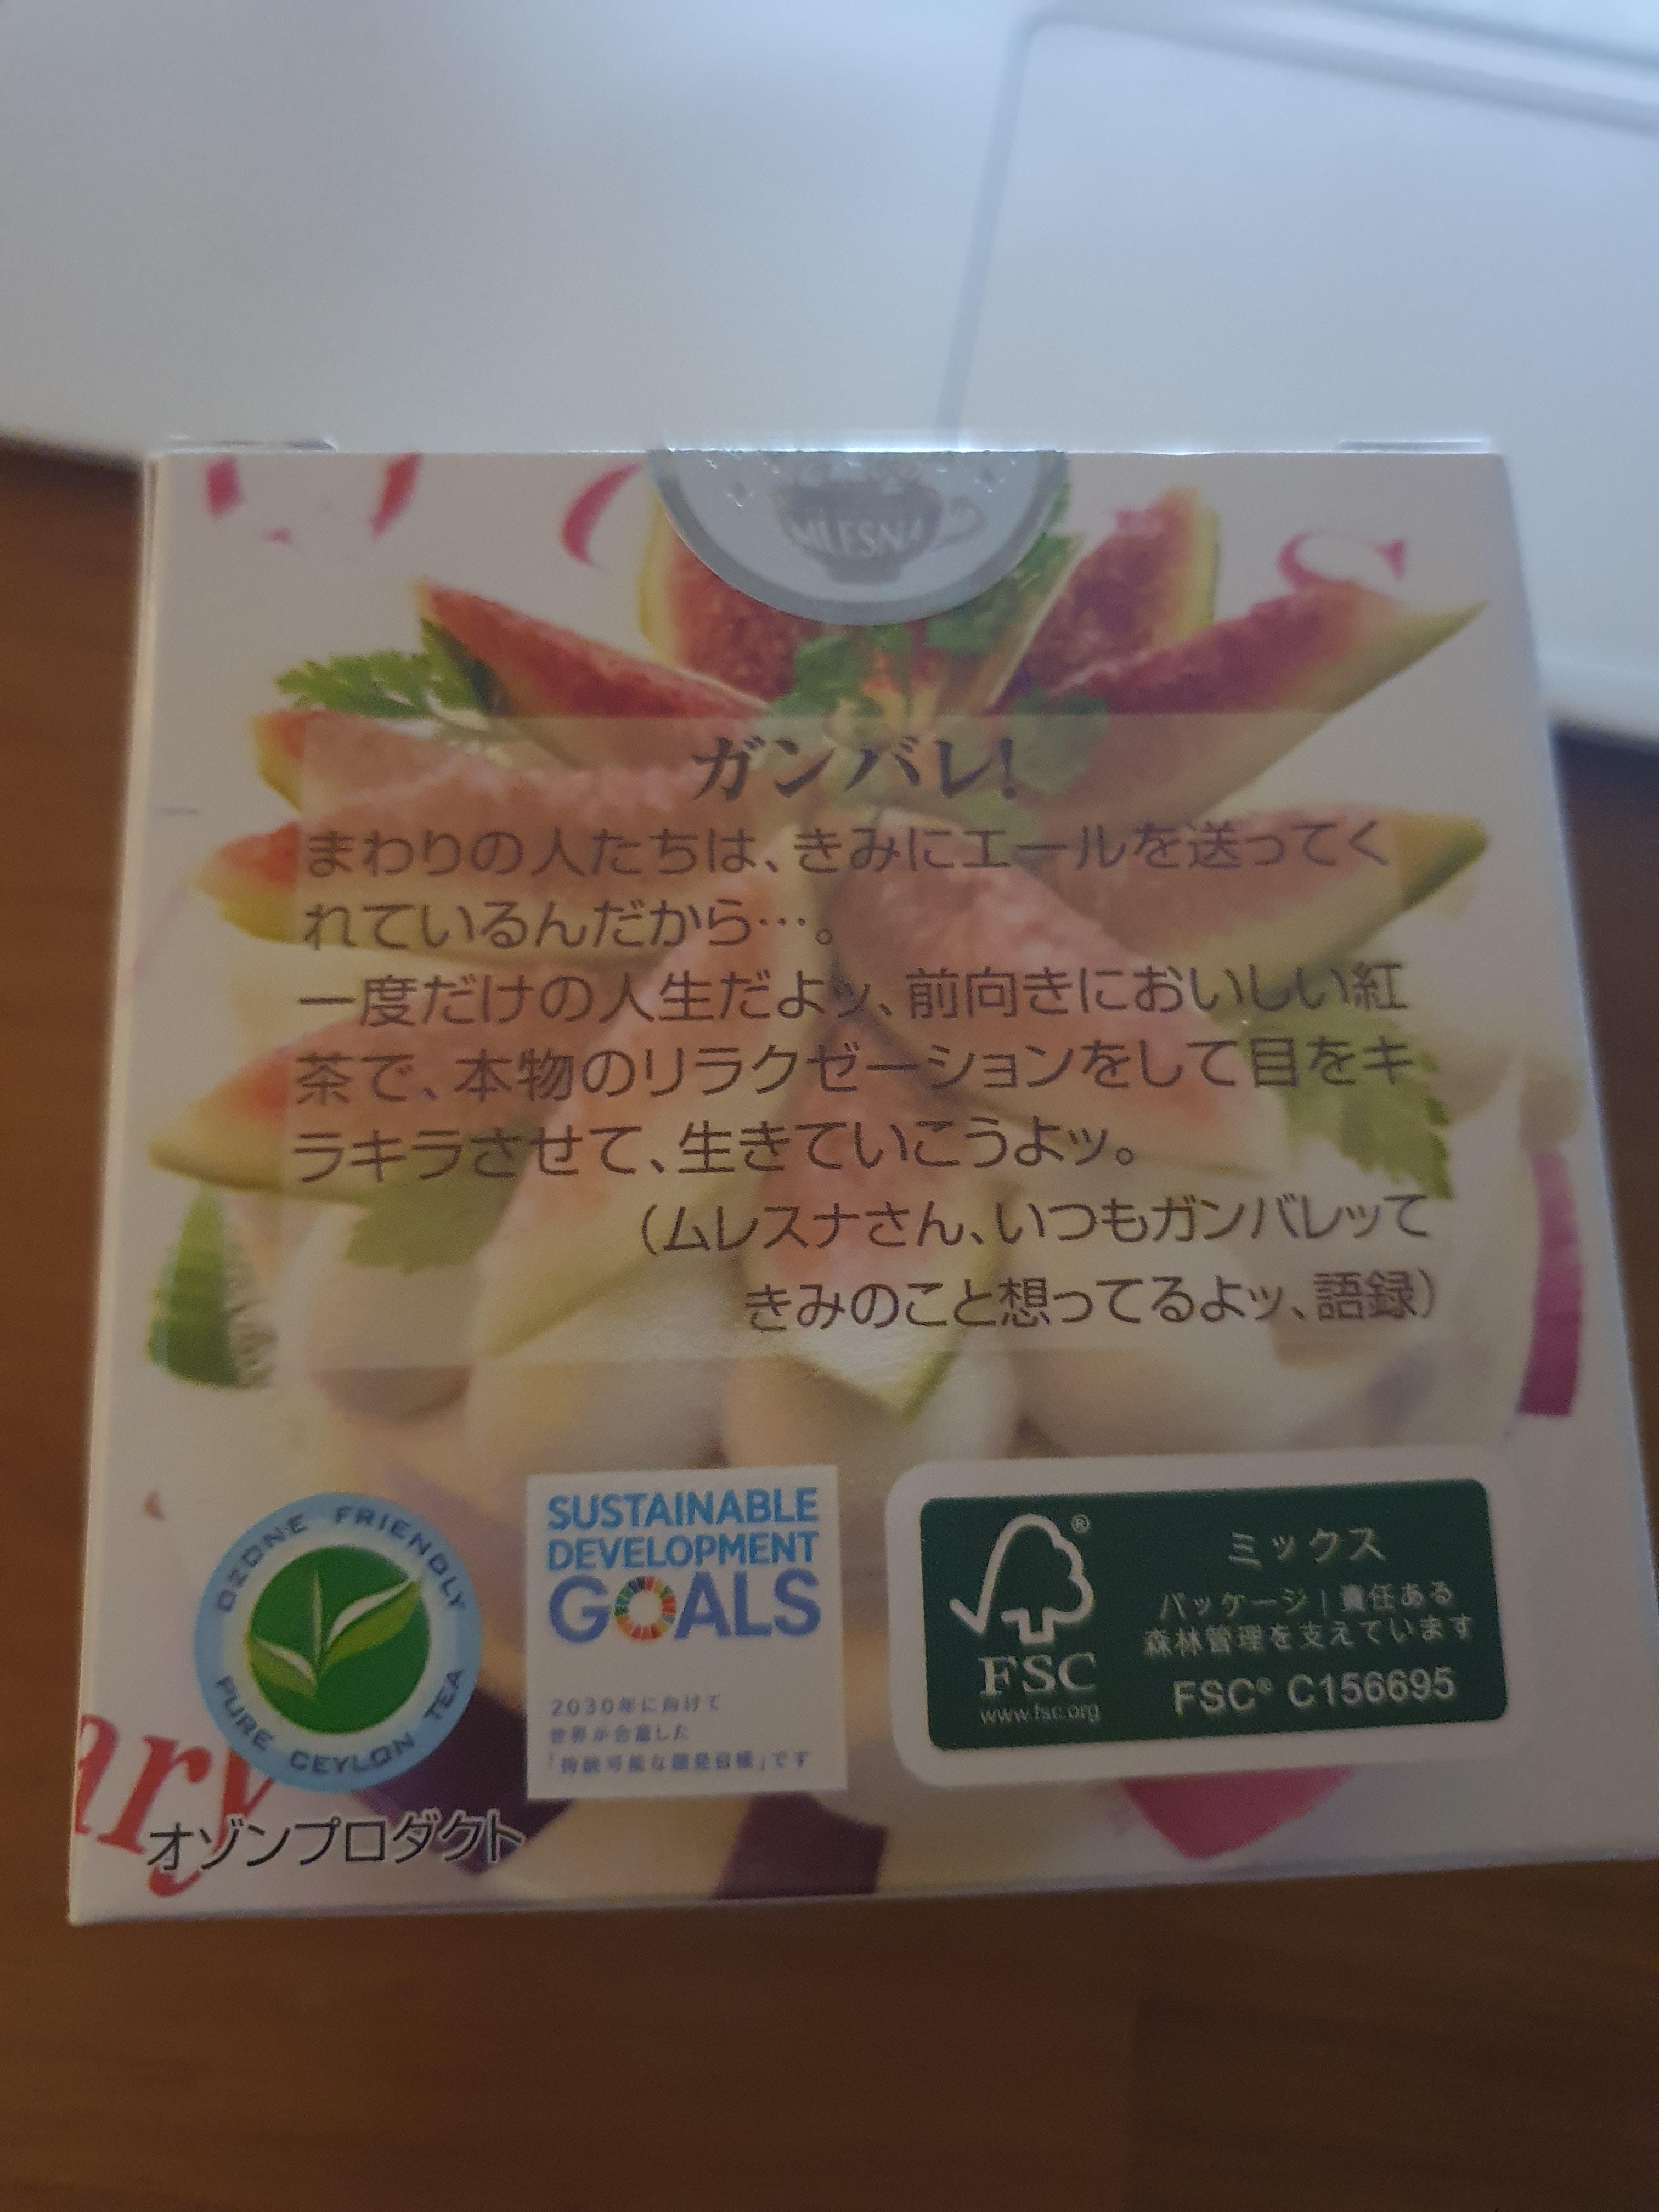 MLESNA
ガンバレ!
まわりの人たちは、きみにエールを送ってく
れているんだから…。
一度だけの人生だよッ、前向きにおいしい紅
茶で、本物のリラクゼーションをして目をキ
ラキラさせて、生きていこうよッ。
(ムレスナさん、いつもガンバレッて
きみのこと想ってるよッ、語録)
OZONE FRIENDLY
PURE CEYLON TEA
オゾンプロダクト
SUSTAINABLE
DEVELOPMENT
GOALS
2030年に向けて
世界が合意した
「持続可能な開発目標」です
FSC®
www.fsc.org
ミックス
パッケージ | 責任ある
森林管理を支えています
FSC® C156695
ary